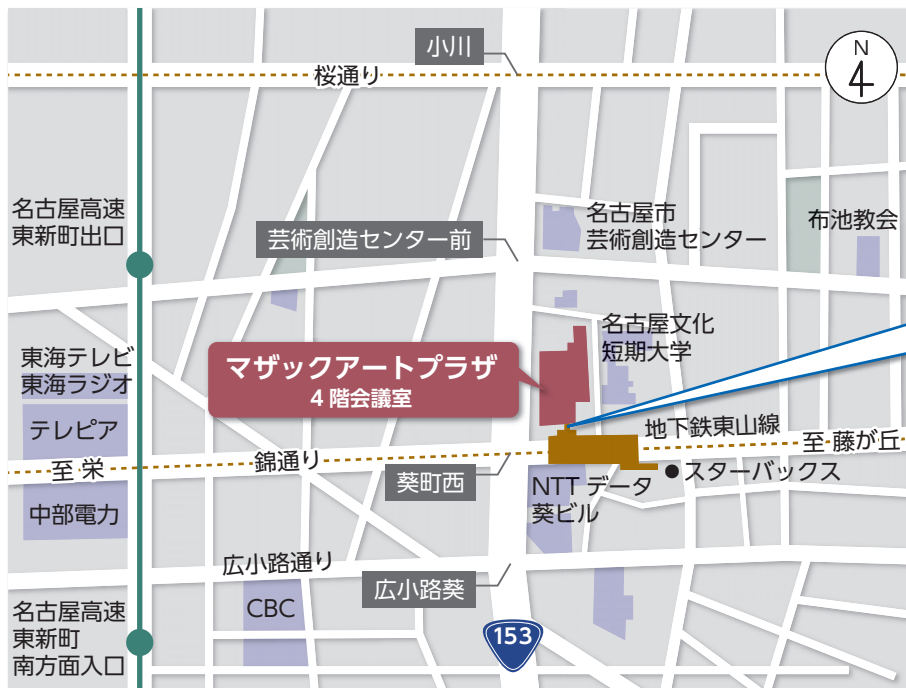 小川
N
桜通り
名古屋高速
東新町出口
芸術創造センター前
名古屋市
芸術創造センター
布池教会
東海テレビ
東海ラジオ
マザックアートプラザ
4 階会議室
名古屋文化
短期大学
テレピア
地下鉄東山線
至 藤が丘
至 栄
錦通り
葵町西
NTT データ
葵ビル
スターバックス
中部電力
広小路通り
広小路葵
名古屋高速
東新町
南方面入口
CBC
153